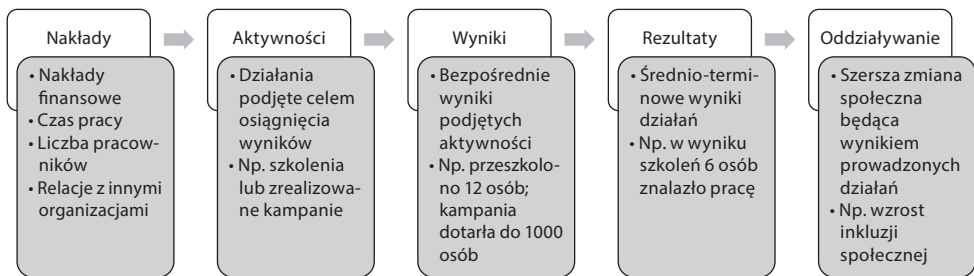 Nakłady
• Nakłady
finansowe
• Czas pracy
• Liczba pracow-
ników
• Relacje z innymi
organizacjami
Aktywności
• Działania
podjęte celem
osiągnięcia
wyników
• Np. szkolenia
lub zrealizowa-
ne kampanie
Wyniki
• Bezpośrednie
wyniki
podjętych
aktywności
• Np. przeszkolo-
no 12 osób;
kampania
dotarła do 1000
osób
Rezultaty
• Średnio-termi-
nowe wyniki
działań
• Np. w wyniku
szkoleń 6 osób
znalazło pracę
Oddziaływanie
• Szersza zmiana
społeczna
będąca
wynikiem
prowadzonych
działań
• Np. wzrost
inkluzji
społecznej